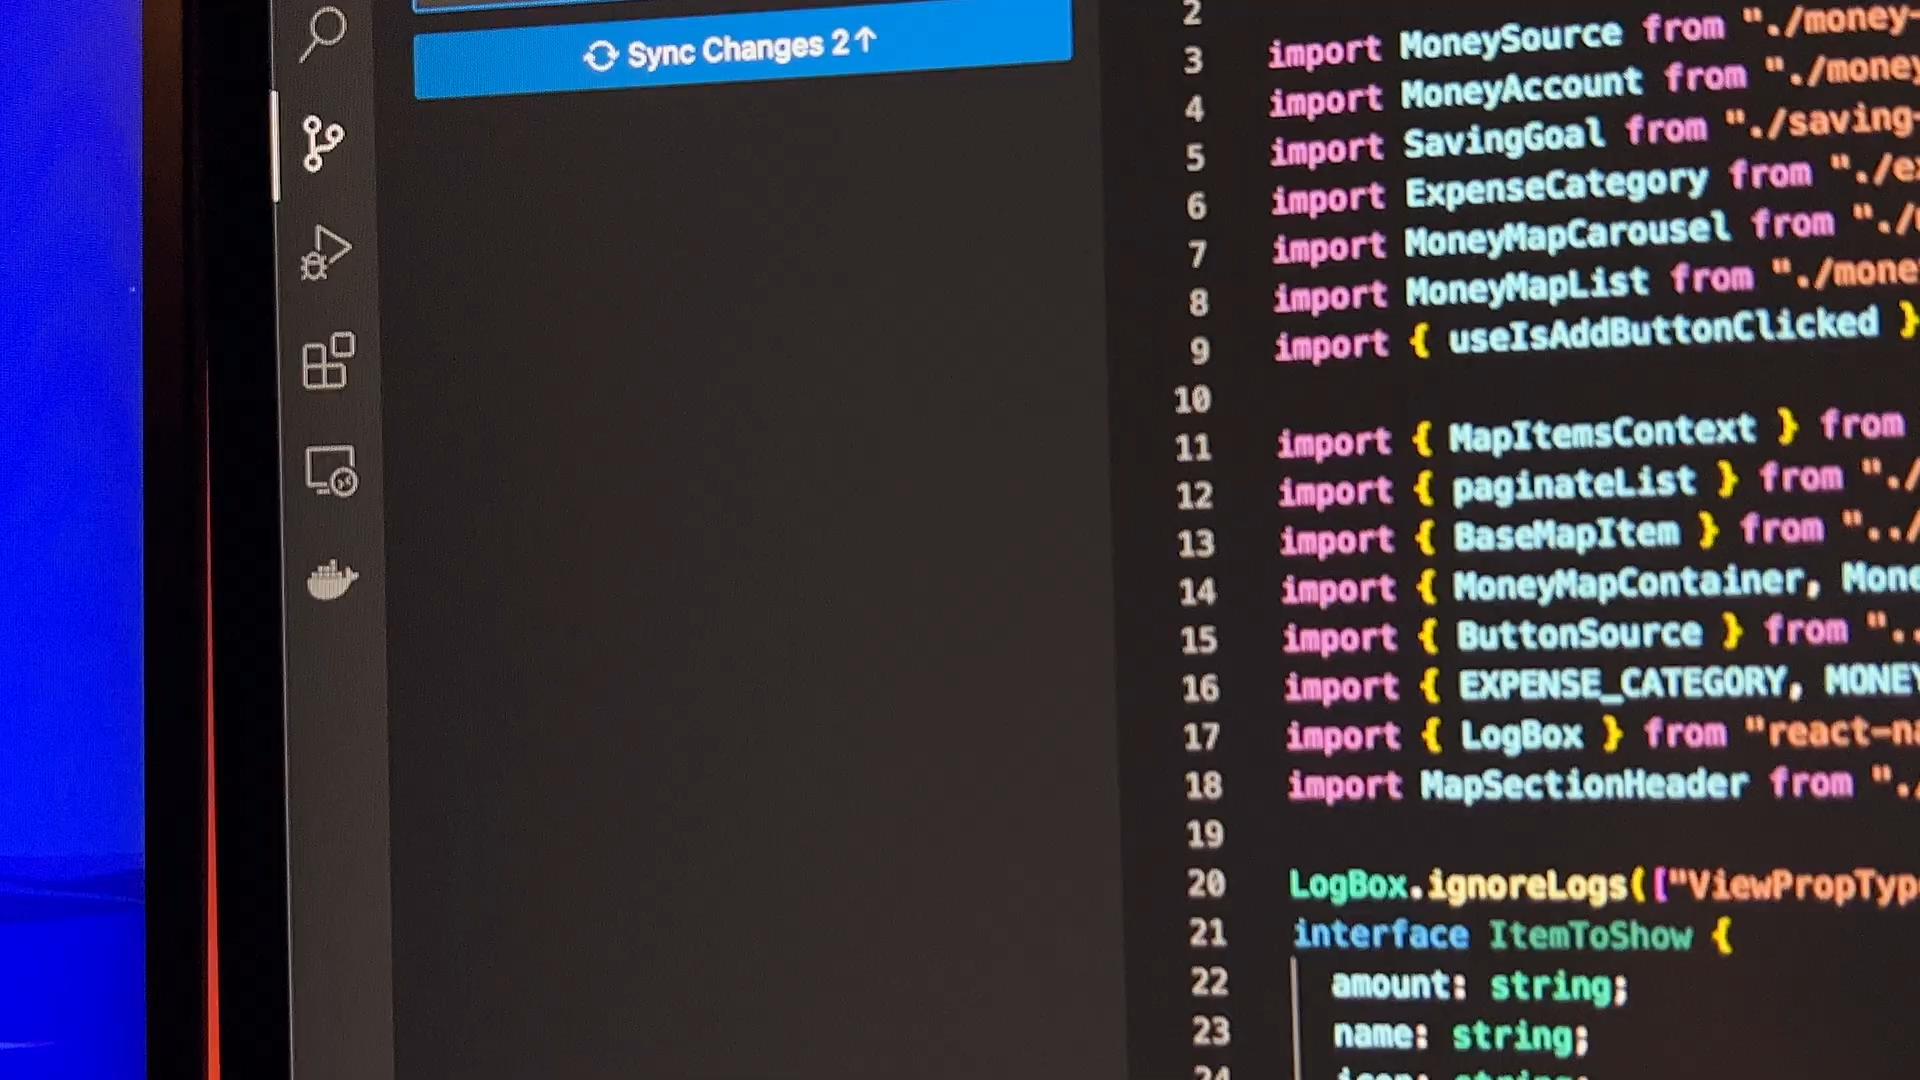 Sync Changes 2↑
2
3 import MoneySource from "./money-
4 import MoneyAccount from "./money
5 import SavingGoal from "./saving-
6 import ExpenseCategory from "./ex
7 import MoneyMapCarousel from "./
8 import MoneyMapList from "./mone
9 import { useIsAddButtonClicked }
10
11 import { MapItemsContext } from
12 import { paginateList } from "./
13 import { BaseMapItem } from "../
14 import { MoneyMapContainer, Mone
15 import { ButtonSource } from "..
16 import { EXPENSE_CATEGORY, MONEY
17 import { LogBox } from "react-na
18 import MapSectionHeader from "./
19
20 LogBox.ignoreLogs(["ViewPropTyp
21 interface ItemToShow {
22 amount: string;
23 name: string;
24